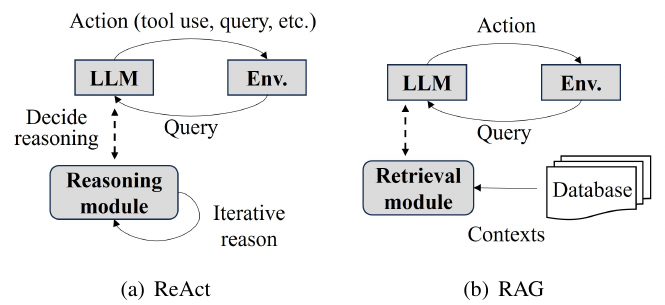 Action (tool use, query, etc.)
LLM
Env.
Decide
reasoning
Query
Reasoning
module
Iterative
reason
(a) ReAct
Action
LLM
Env.
Query
Retrieval
module
Database
Contexts
(b) RAG